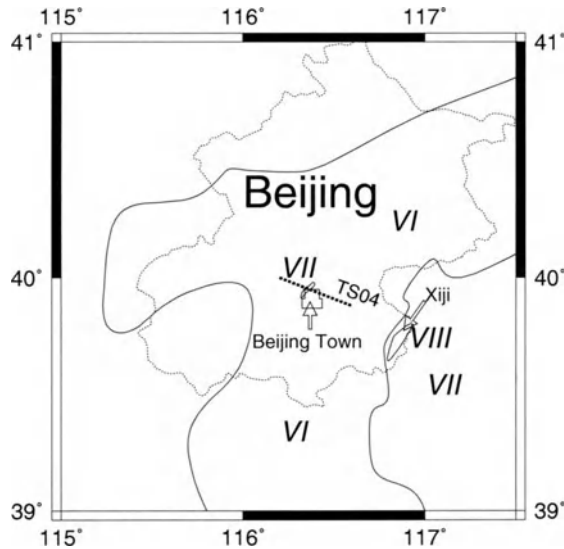 115˚ 116˚ 117˚
41˚ 41˚
Beijing
VI
40˚ 40˚
VII
TS04
Xiji
Beijing Town
VIII
VII
VI
39˚ 39˚
115˚ 116˚ 117˚